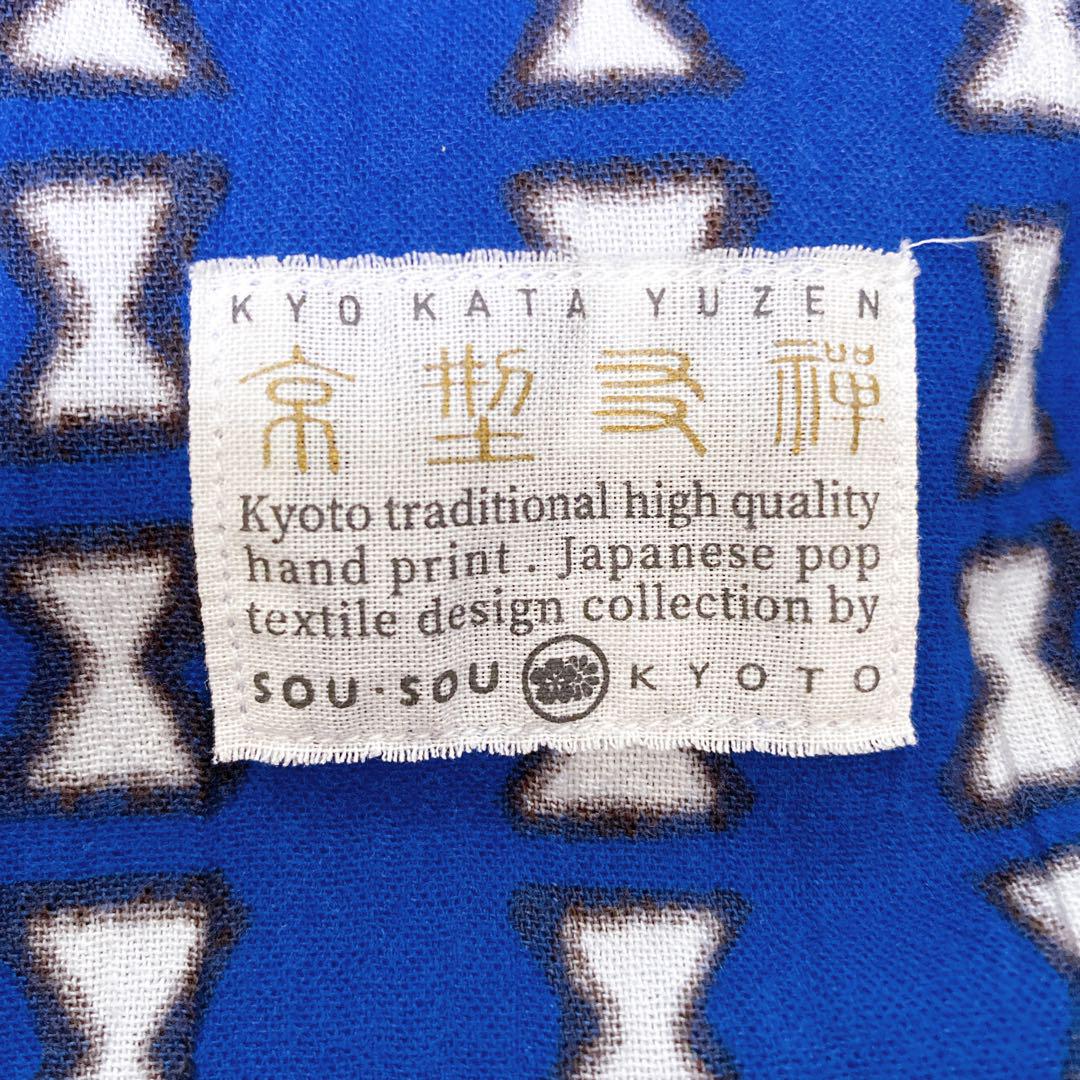 KYO KATA YUZEN
京型友禅
Kyoto traditional high quality
hand print. Japanese pop
textile design collection by
SOU・SOU KYOTO